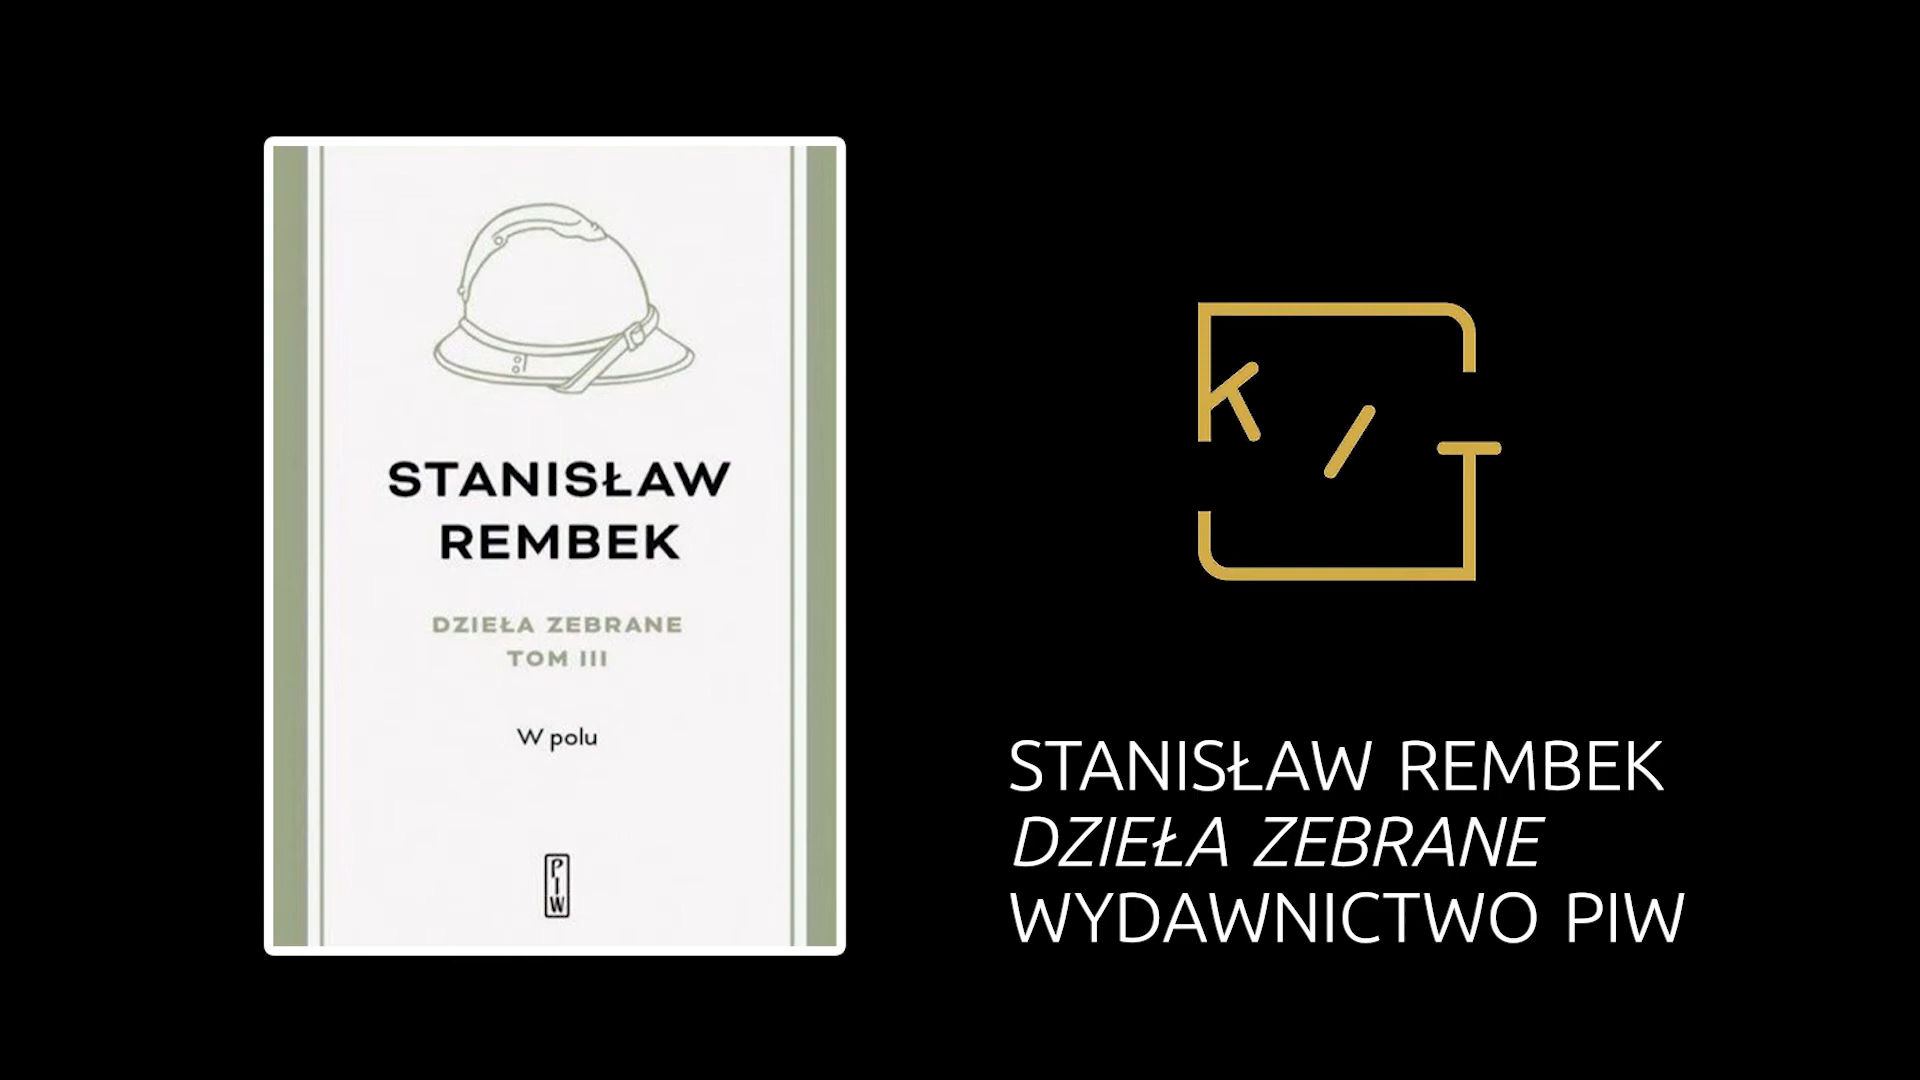 STANISŁAW
REMBEK
DZIEŁA ZEBRANE
TOM III
W polu
PIW
K / T
STANISŁAW REMBEK
DZIEŁA ZEBRANE
WYDAWNICTWO PIW